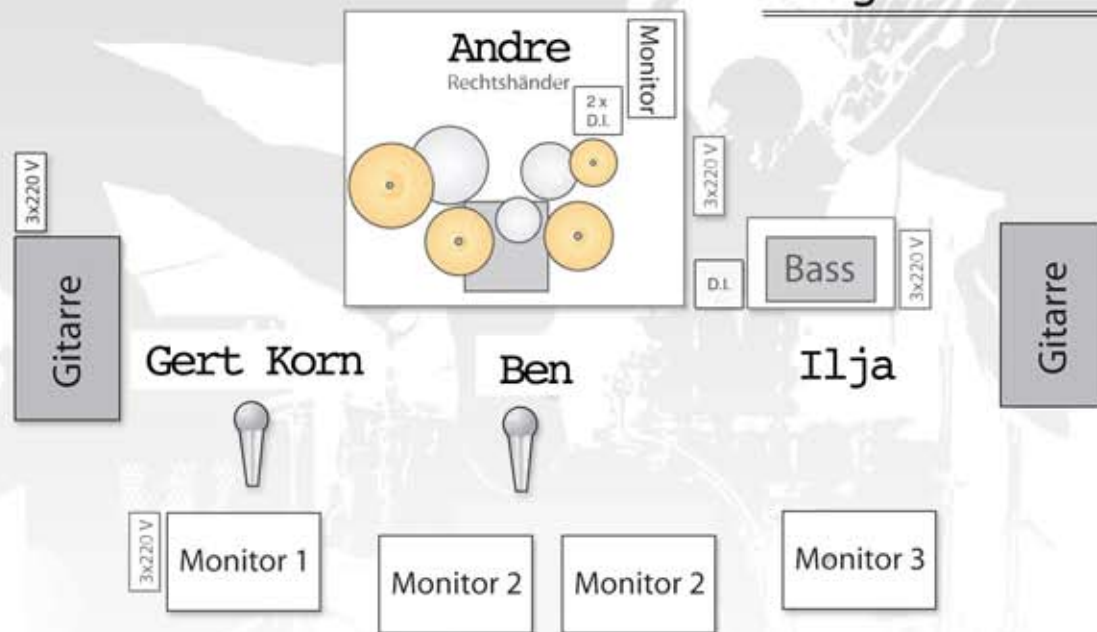 Andre
Rechtshänder
Monitor
2 x
D.I.
3x220 V
3x220 V
Gitarre
D.I.
Bass
3x220 V
Gitarre
Gert Korn
Ben
Ilja
3x220 V
Monitor 1
Monitor 2
Monitor 2
Monitor 3